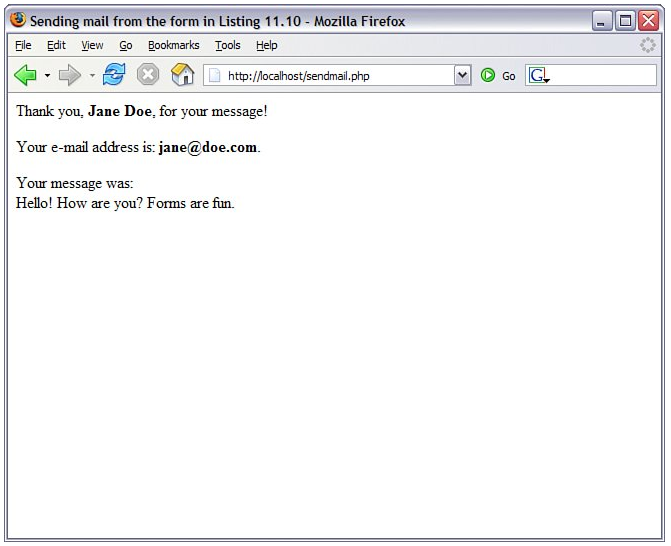 Sending mail from the form in Listing 11.10 - Mozilla Firefox
File Edit View Go Bookmarks Tools Help
http://localhost/sendmail.php Go G
Thank you, Jane Doe, for your message!
Your e-mail address is: jane@doe.com.
Your message was:
Hello! How are you? Forms are fun.